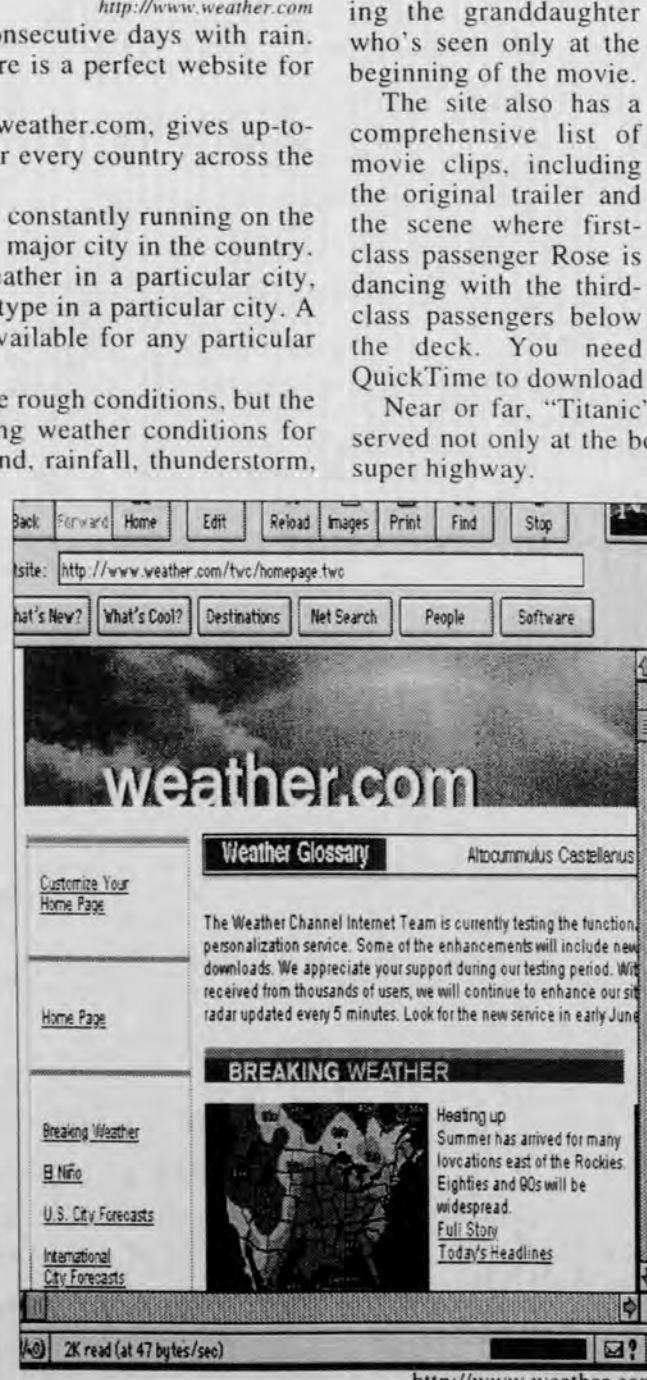 http://www.weather.com
onsecutive days with rain.
re is a perfect website for
weather.com, gives up-to-
r every country across the
constantly running on the
major city in the country.
ather in a particular city,
type in a particular city. A
vailable for any particular
e rough conditions, but the
ng weather conditions for
nd, rainfall, thunderstorm,
ing the granddaughter
who's seen only at the
beginning of the movie.
The site also has a
comprehensive list of
movie clips, including
the original trailer and
the scene where first-
class passenger Rose is
dancing with the third-
class passengers below
the deck. You need
QuickTime to download
Near or far, “Titanic”
served not only at the bo
super highway.
Back Forward Home Edit Reload Images Print Find Stop
tsite: http://www.weather.com/twc/homepage.twc
hat's New? What's Cool? Destinations Net Search People Software
weather.com
Weather Glossary Altocummulus Castellanus
Customize Your
Home Page
Home Page
Breaking Weather
El Niño
U.S. City Forecasts
International
City Forecasts
The Weather Channel Internet Team is currently testing the function
personalization service. Some of the enhancements will include new
downloads. We appreciate your support during our testing period. Wit
received from thousands of users, we will continue to enhance our sit
radar updated every 5 minutes. Look for the new service in early June
BREAKING WEATHER
Heating up
Summer has arrived for many
lovcations east of the Rockies.
Eighties and 90s will be
widespread.
Full Story
Today's Headlines
2K read (at 47 bytes/sec)
http://www.weather.com